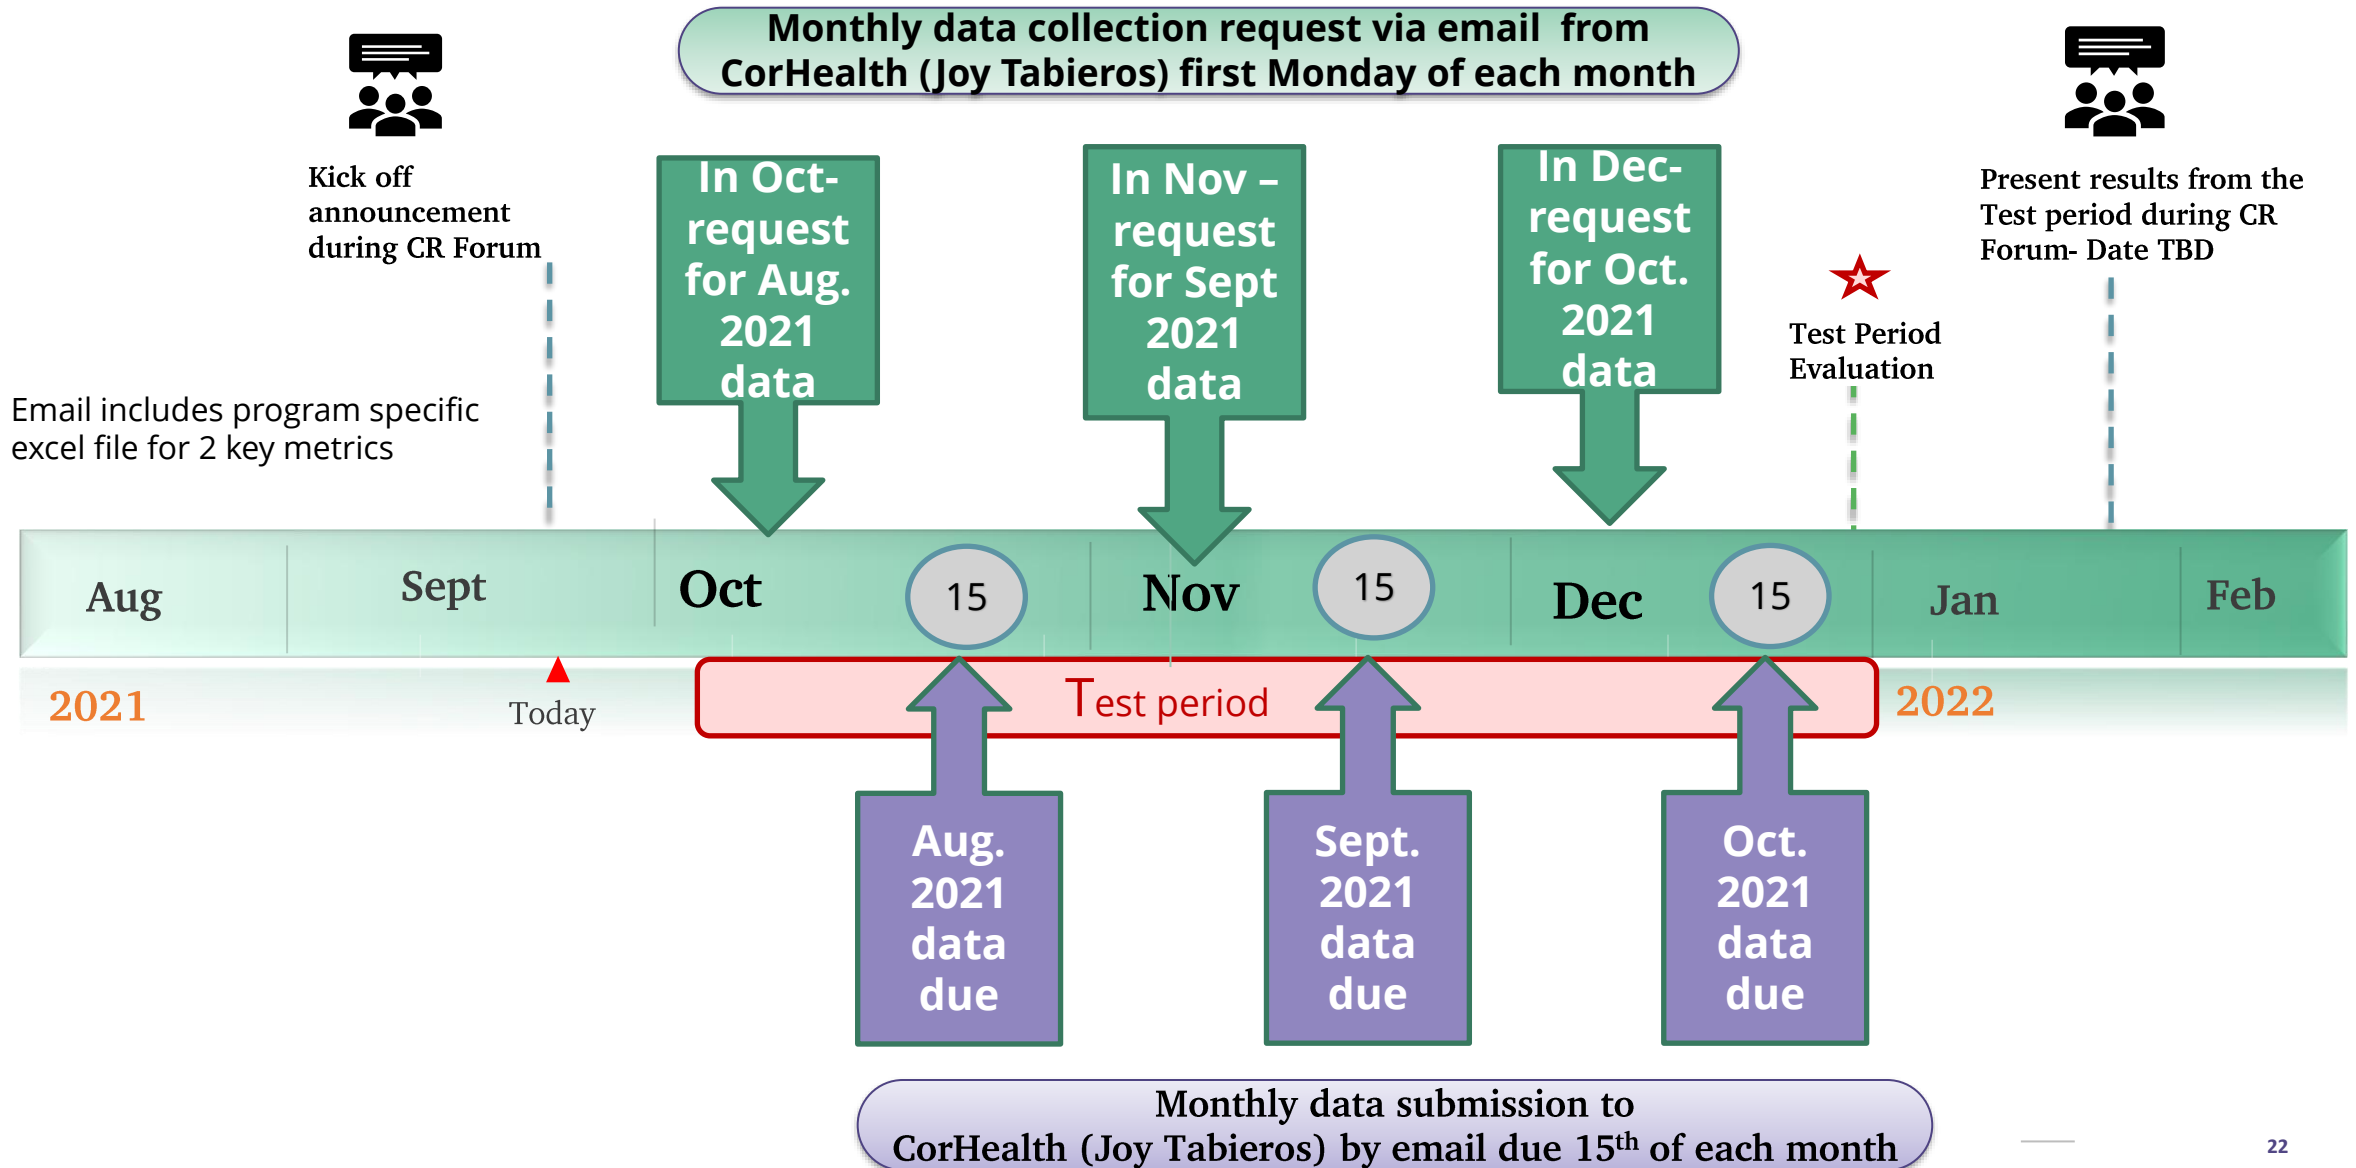 Monthly data collection request via email  from
CorHealth (Joy Tabieros) first Monday of each month
Kick off
announcement
during CR Forum
In Oct-
request
for Aug.
2021
data
In Nov –
request
for Sept
2021
data
In Dec-
request
for Oct.
2021
data
Test Period
Evaluation
Present results from the
Test period during CR
Forum- Date TBD
Email includes program specific
excel file for 2 key metrics
Aug
Sept
Oct
15
Nov
15
Dec
15
Jan
Feb
2021
Today
Test period
2022
Aug.
2021
data
due
Sept.
2021
data
due
Oct.
2021
data
due
Monthly data submission to
CorHealth (Joy Tabieros) by email due 15th of each month
22